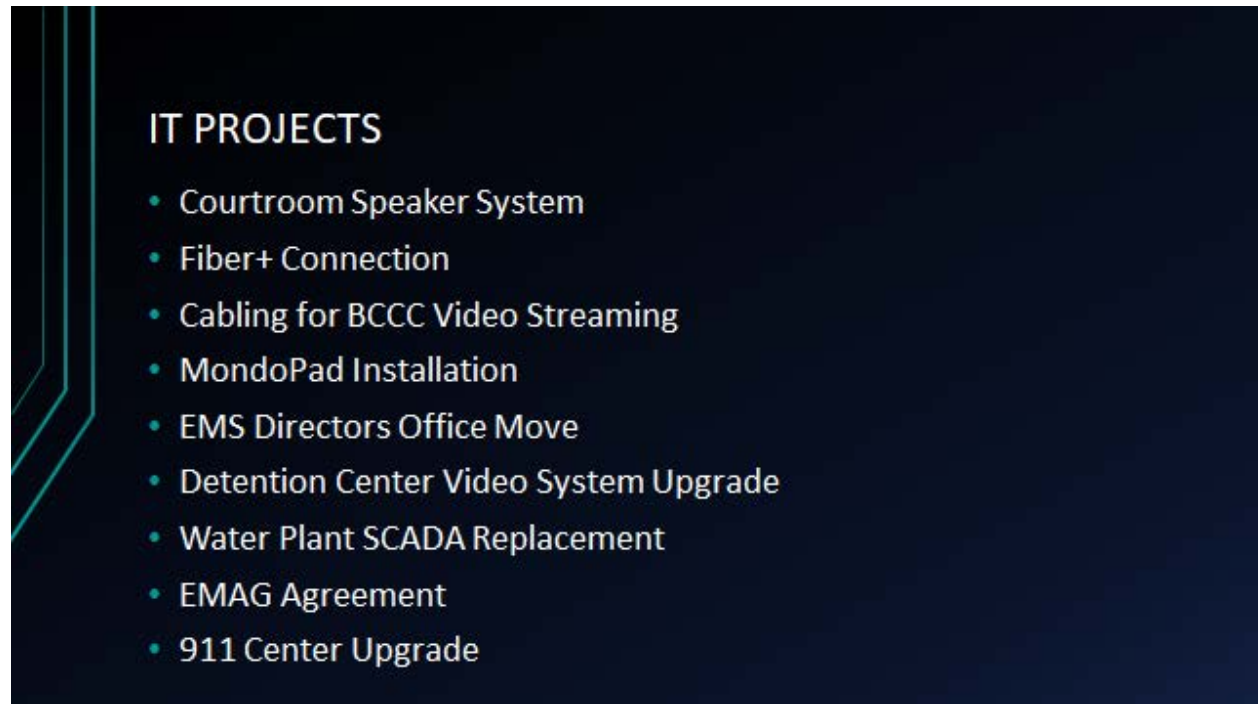 IT PROJECTS
• Courtroom Speaker System
• Fiber+ Connection
• Cabling for BCCC Video Streaming
• MondoPad Installation
• EMS Directors Office Move
• Detention Center Video System Upgrade
• Water Plant SCADA Replacement
• EMAG Agreement
• 911 Center Upgrade